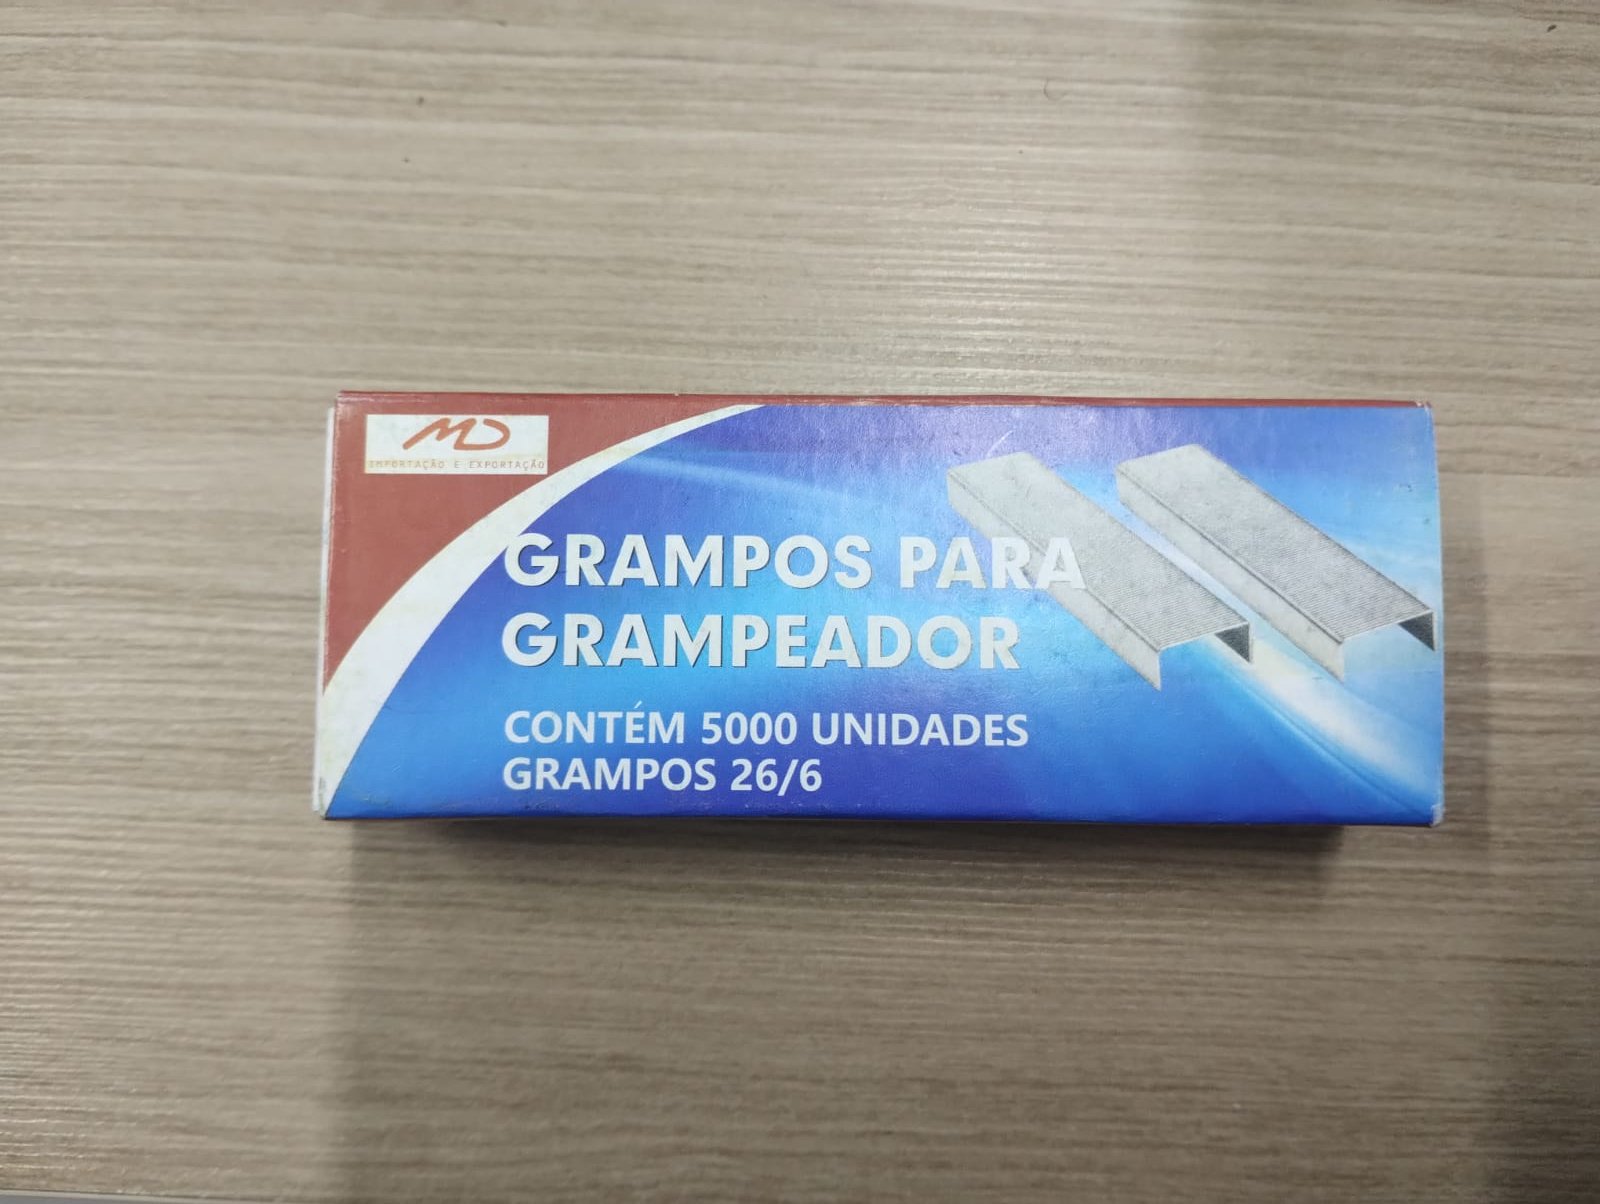 MD
IMPORTAÇÃO E EXPORTAÇÃO
GRAMPOS PARA
GRAMPEADOR
CONTÉM 5000 UNIDADES
GRAMPOS 26/6